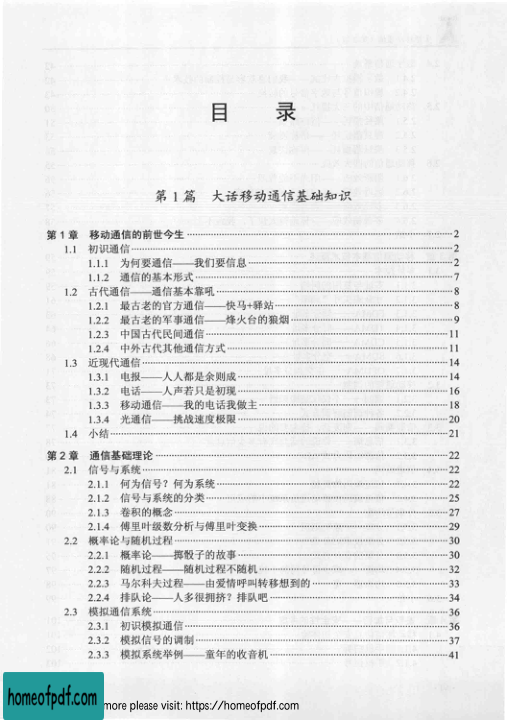 目 录
第1篇 大话移动通信基础知识
第1章 移动通信的前世今生 2
1.1 初识通信 2
1.1.1 为何要通信——我们要信息 2
1.1.2 通信的基本形式 7
1.2 古代通信——通信基本靠吼 8
1.2.1 最古老的官方通信——快马+驿站 8
1.2.2 最古老的军事通信——烽火台的狼烟 9
1.2.3 中国古代民间通信 11
1.2.4 中外古代其他通信方式 11
1.3 近现代通信 14
1.3.1 电报——人人都是余则成 14
1.3.2 电话——人声若只是初现 16
1.3.3 移动通信——我的电话我做主 18
1.3.4 光通信——挑战速度极限 20
1.4 小结 21
第2章 通信基础理论 22
2.1 信号与系统 22
2.1.1 何为信号？何为系统 22
2.1.2 信号与系统的分类 25
2.1.3 卷积的概念 27
2.1.4 傅里叶级数分析与傅里叶变换 29
2.2 概率论与随机过程 30
2.2.1 概率论——掷骰子的故事 30
2.2.2 随机过程——随机过程不随机 32
2.2.3 马尔科夫过程——由爱情呼叫转移想到的 33
2.2.4 排队论——人多很拥挤？排队吧 34
2.3 模拟通信系统 36
2.3.1 初识模拟通信 36
2.3.2 模拟信号的调制 37
2.3.3 模拟系统举例——童年的收音机 41
homeofpdf.com
more please visit: https://homeofpdf.com